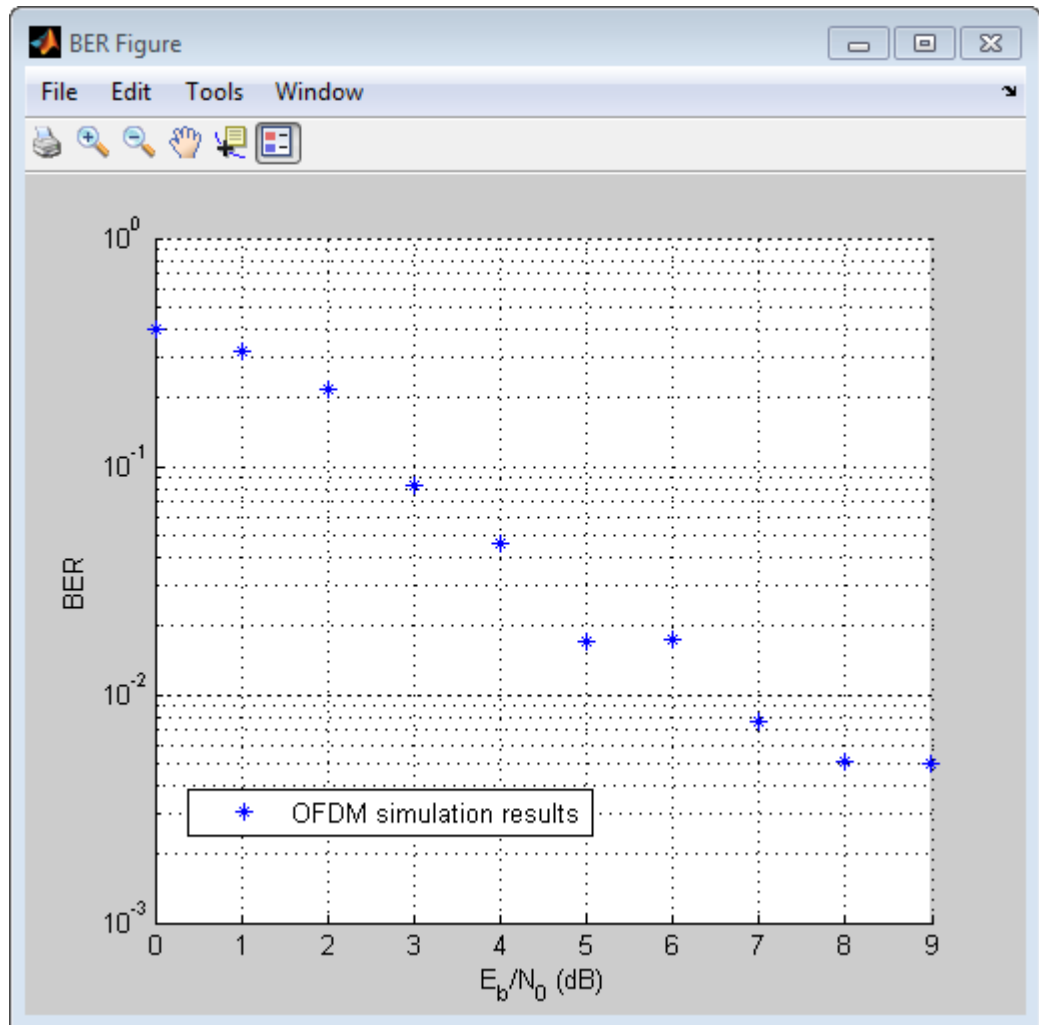 BER Figure
File Edit Tools Window
10^0
10^-1
10^-2
10^-3
BER
OFDM simulation results
0 1 2 3 4 5 6 7 8 9
E_b/N_0 (dB)